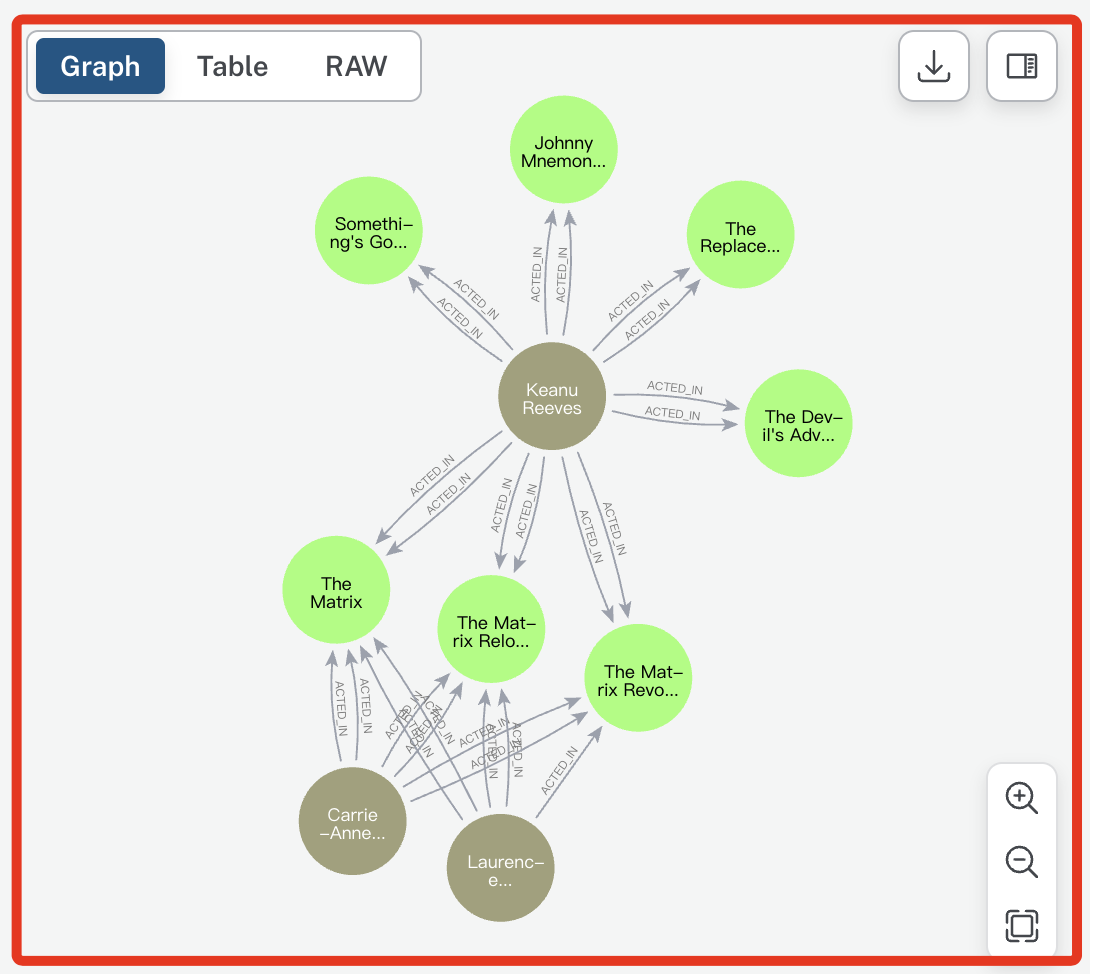 Graph Table RAW
Johnny
Mnemon...
Somethi–
ng's Go...
The
Replace...
ACTED_IN
ACTED_IN
ACTED_IN
ACTED_IN
ACTED_IN
ACTED_IN
Keanu
Reeves
ACTED_IN
ACTED_IN
The Dev–
il's Adv...
ACTED_IN
ACTED_IN
ACTED_IN
ACTED_IN
ACTED_IN
ACTED_IN
The
Matrix
The Mat–
rix Relo...
The Mat–
rix Revo...
ACTED_IN
ACTED_IN
ACTED_IN
ACTED_IN
ACTED_IN
ACTED_IN
ACTED_IN
ACTED_IN
ACTED_IN
ACTED_IN
ACTED_IN
Carrie
–Anne...
Laurenc–
e...